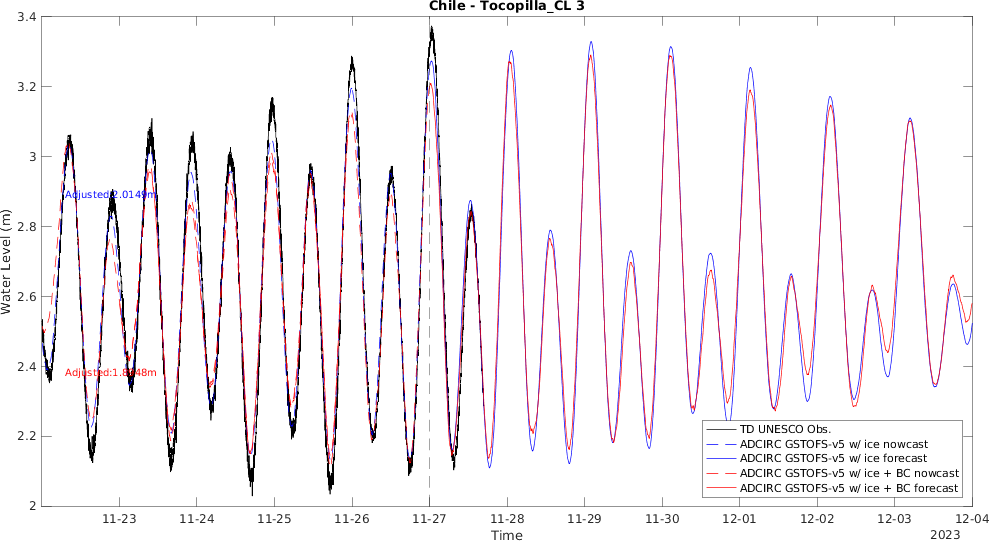 Chile - Tocopilla_CL 3
3.4
3.2
3
2.8
2.6
2.4
2.2
2
Water Level (m)
Adjusted:2.0149m
TD UNESCO Obs.
ADCIRC GSTOFS-v5 w/ ice nowcast
ADCIRC GSTOFS-v5 w/ ice forecast
ADCIRC GSTOFS-v5 w/ ice + BC nowcast
ADCIRC GSTOFS-v5 w/ ice + BC forecast
11-23 11-24 11-25 11-26 11-27 11-28 11-29 11-30 12-01 12-02 12-03 12-04
Time
2023